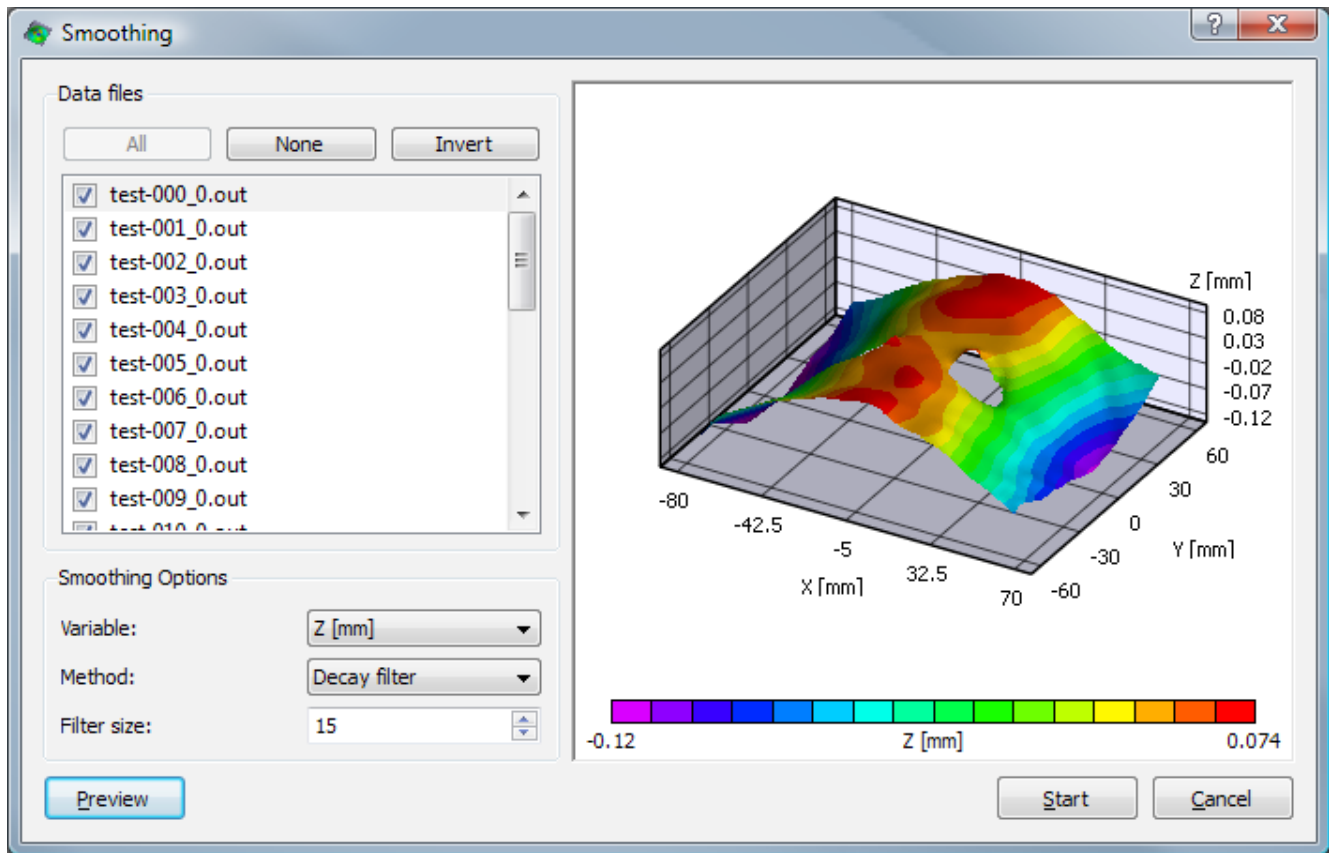 Smoothing
Data files
All None Invert
test-000_0.out
test-001_0.out
test-002_0.out
test-003_0.out
test-004_0.out
test-005_0.out
test-006_0.out
test-007_0.out
test-008_0.out
test-009_0.out
test-010_0.out
Smoothing Options
Variable: Z [mm]
Method: Decay filter
Filter size: 15
Preview
Z [mm]
0.08
0.03
-0.02
-0.07
-0.12
60
30
0
-30
-60
Y [mm]
-80
-42.5
-5
32.5
70
X [mm]
-0.12 Z [mm] 0.074
Start Cancel